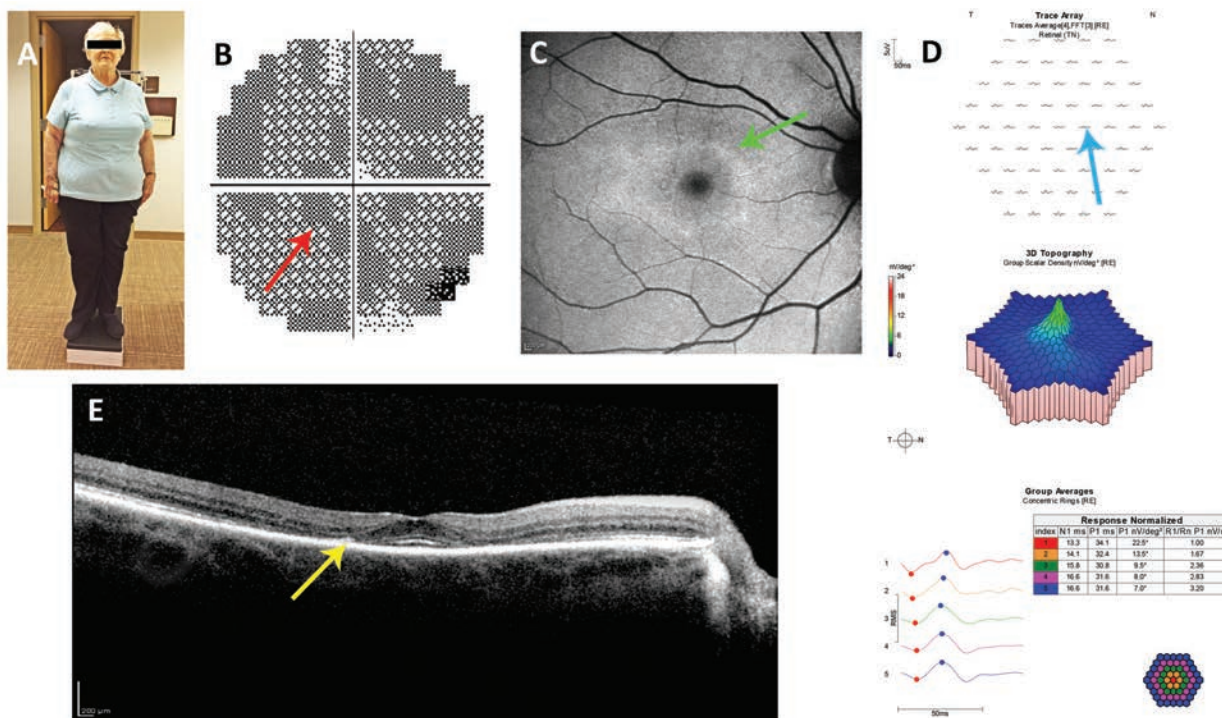 A
B
C
D
Trace Array
Traces Average[4],FFT[3] [RE]
Retinal (TN)
T
N
5uV
50ms
3D Topography
Group Scalar Density nV/deg² [RE]
nV/deg²
24
18
12
6
0
T
N
E
200 µm
Group Averages
Concentric Rings [RE]
Response Normalized
index N1 ms P1 ms P1 nV/deg² R1/Rn P1 nV/
1 13.3 34.1 22.5* 1.00
2 14.1 32.4 13.5* 1.67
3 15.8 30.8 9.5* 2.36
4 16.6 31.6 8.0* 2.83
5 16.6 31.6 7.0* 3.20
1
2
3
4
5
RMS
50ms